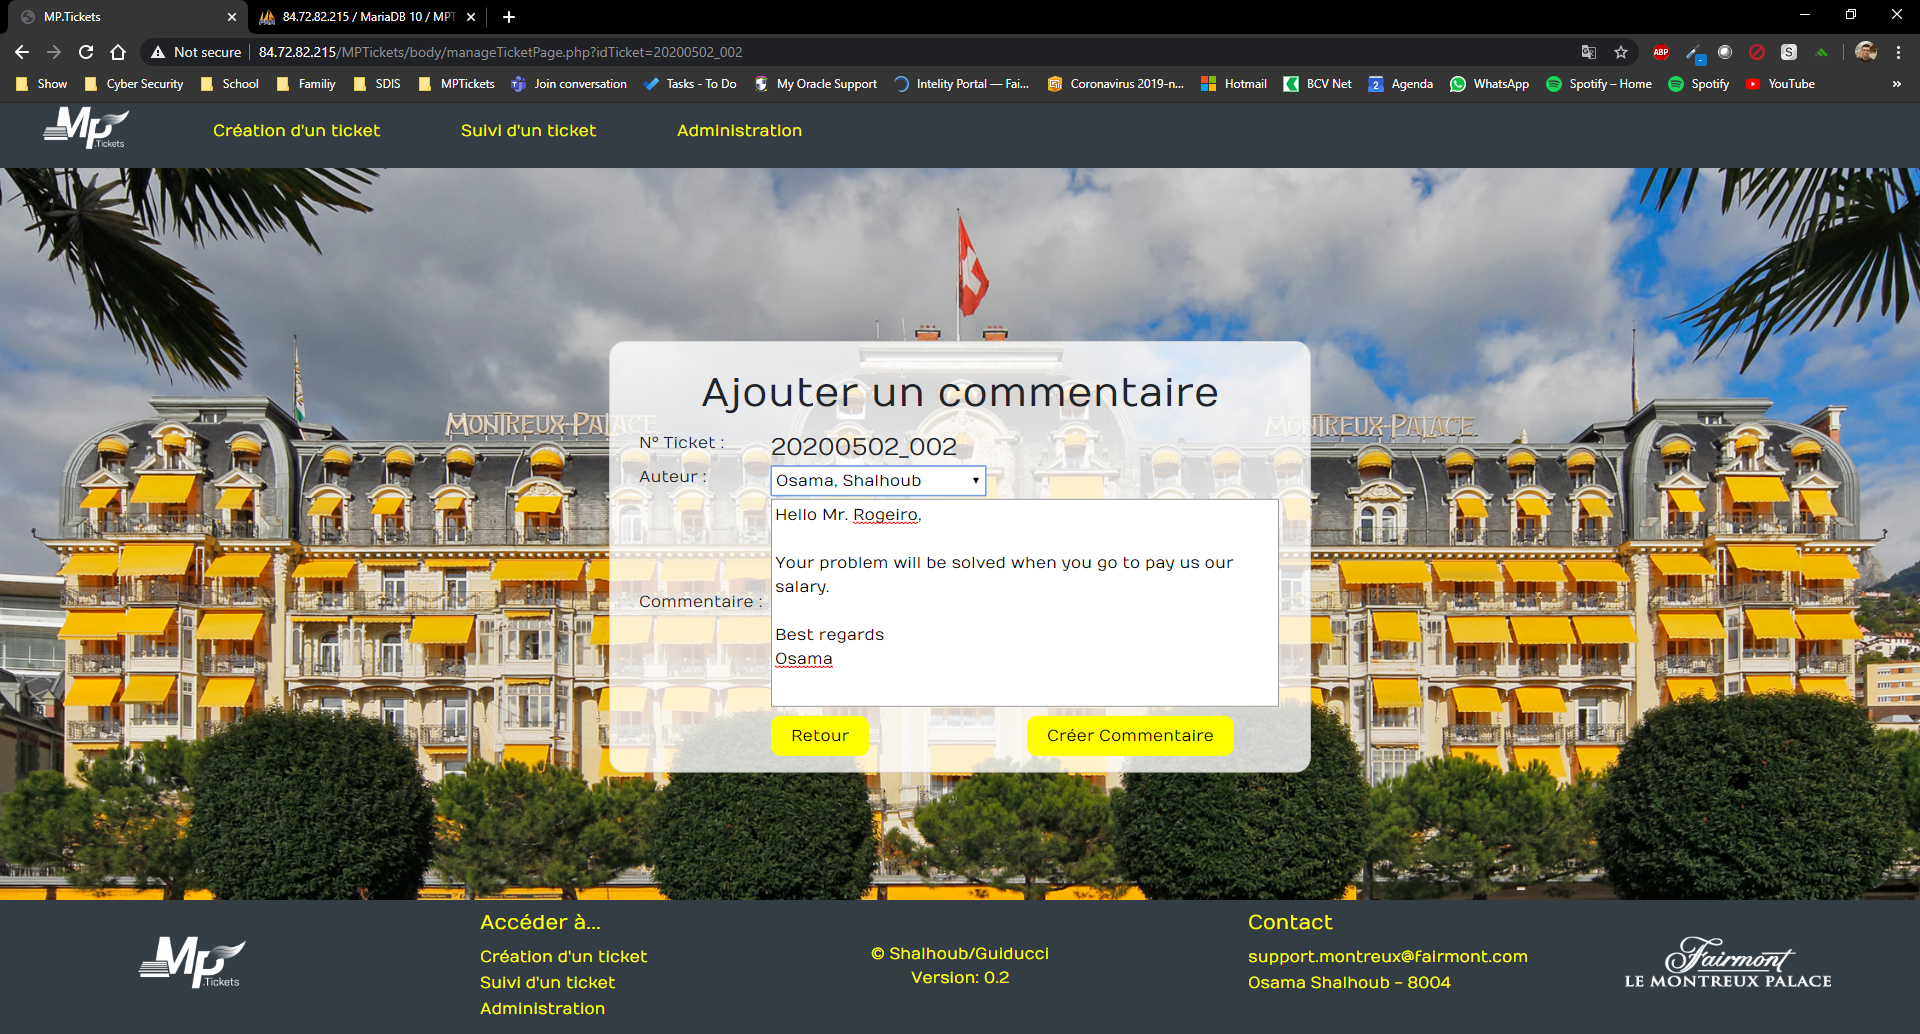 MP.Tickets
84.72.82.215 / MariaDB 10 / MPT
Not secure
84.72.82.215/MPTickets/body/manageTicketPage.php?idTicket=20200502_002
ABP
S
Show
Cyber Security
School
Familiy
SDIS
MPTickets
Join conversation
Tasks - To Do
My Oracle Support
Intelity Portal — Fai...
Coronavirus 2019-n...
Hotmail
BCV Net
2
Agenda
WhatsApp
Spotify – Home
Spotify
YouTube
»
MP
.Tickets
Création d'un ticket
Suivi d'un ticket
Administration
MONTREUX-PALACE
MONTREUX-PALACE
Ajouter un commentaire
N° Ticket :
20200502_002
Auteur :
Osama, Shalhoub
Commentaire :
Hello Mr. Rogeiro,
Your problem will be solved when you go to pay us our
salary.
Best regards
Osama
Retour
Créer Commentaire
MP
.Tickets
Accéder à...
Création d'un ticket
Suivi d'un ticket
Administration
© Shalhoub/Guiducci
Version: 0.2
Contact
support.montreux@fairmont.com
Osama Shalhoub - 8004
Fairmont
LE MONTREUX PALACE